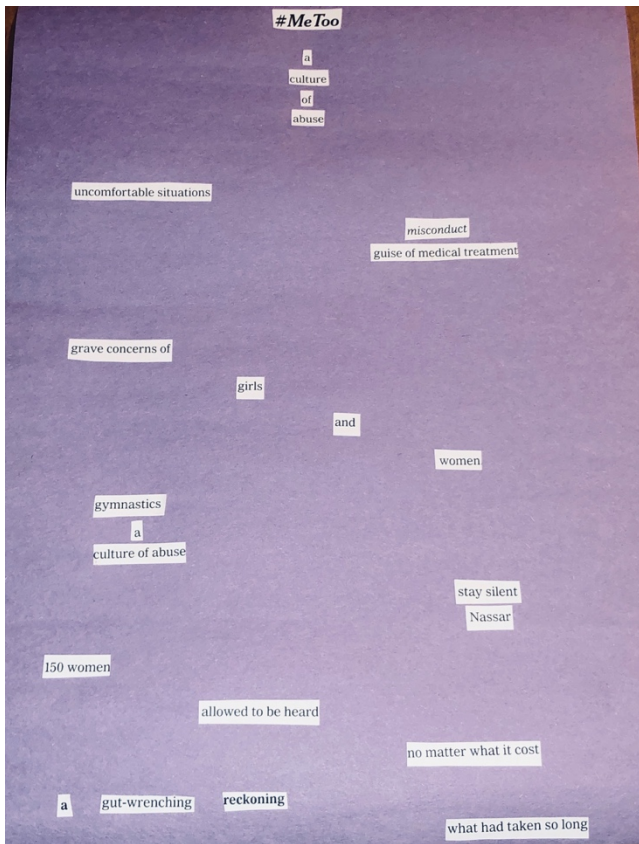 #MeToo
a
culture
of
abuse
uncomfortable situations
misconduct
guise of medical treatment
grave concerns of
girls
and
women
gymnastics
a
culture of abuse
stay silent
Nassar
150 women
allowed to be heard
no matter what it cost
a gut-wrenching reckoning
what had taken so long